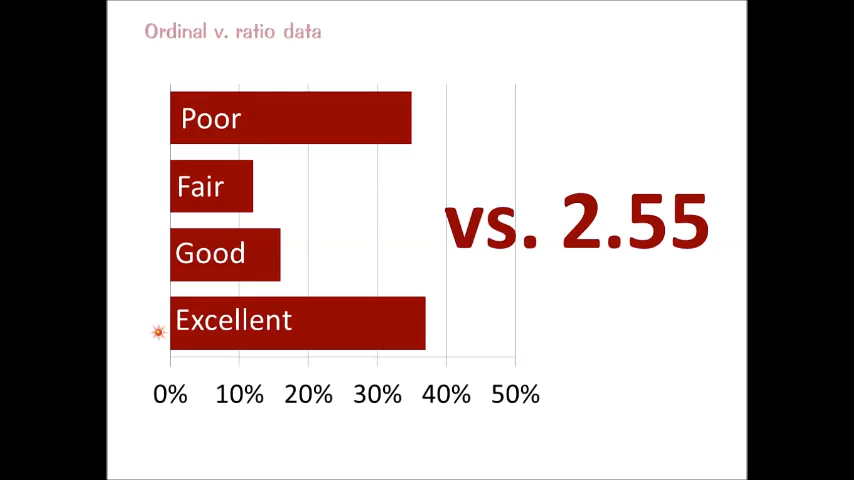 Ordinal v. ratio data
Poor
Fair
vs. 2.55
Good
Excellent
0% 10% 20% 30% 40% 50%